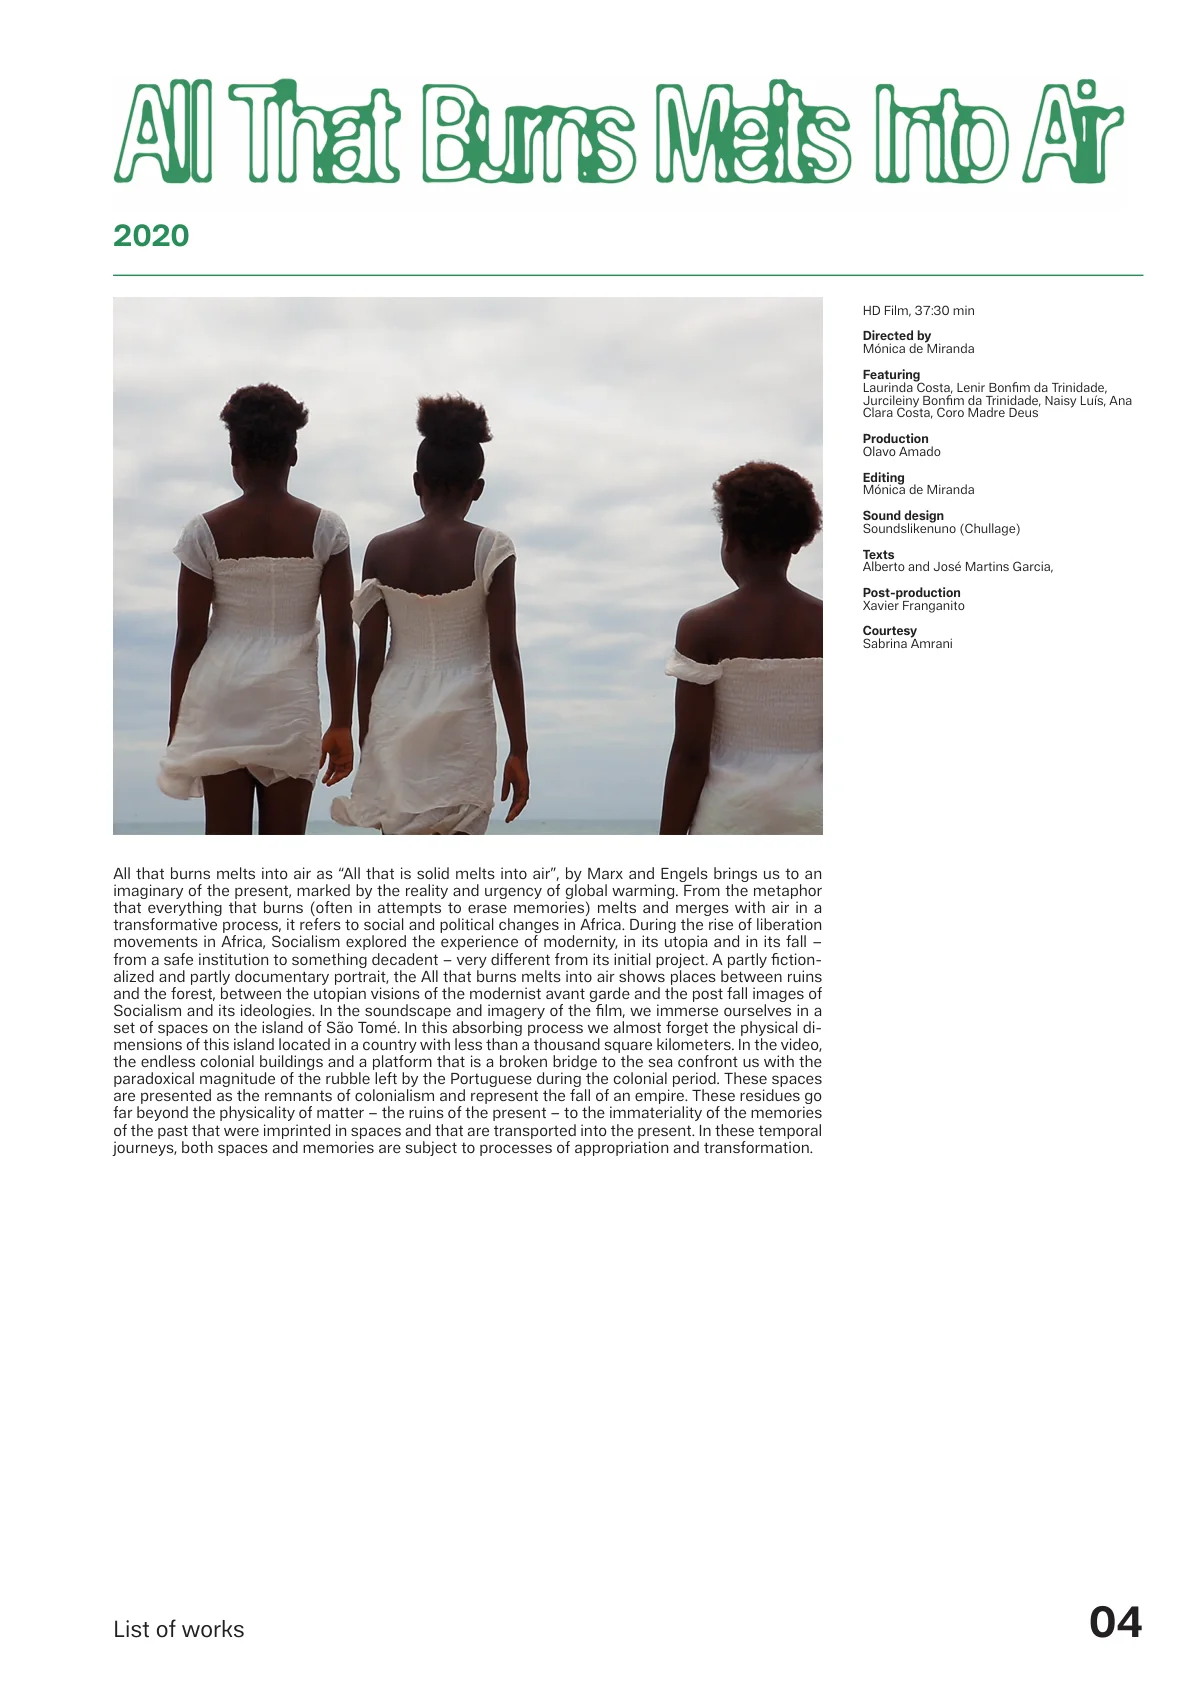 All That Burns Melts Into Air
2020
HD Film, 37:30 min
Directed by
Mónica de Miranda
Featuring
Laurinda Costa, Lenir Bonfim da Trinidade,
Jurcileiny Bonfim da Trinidade, Naisy Luís, Ana
Clara Costa, Coro Madre Deus
Production
Olavo Amado
Editing
Mónica de Miranda
Sound design
Soundslikenuno (Chullage)
Texts
Alberto and José Martins Garcia,
Post-production
Xavier Franganito
Courtesy
Sabrina Amrani
All that burns melts into air as “All that is solid melts into air”, by Marx and Engels brings us to an
imaginary of the present, marked by the reality and urgency of global warming. From the metaphor
that everything that burns (often in attempts to erase memories) melts and merges with air in a
transformative process, it refers to social and political changes in Africa. During the rise of liberation
movements in Africa, Socialism explored the experience of modernity, in its utopia and in its fall –
from a safe institution to something decadent – very different from its initial project. A partly fiction-
alized and partly documentary portrait, the All that burns melts into air shows places between ruins
and the forest, between the utopian visions of the modernist avant garde and the post fall images of
Socialism and its ideologies. In the soundscape and imagery of the film, we immerse ourselves in a
set of spaces on the island of São Tomé. In this absorbing process we almost forget the physical di-
mensions of this island located in a country with less than a thousand square kilometers. In the video,
the endless colonial buildings and a platform that is a broken bridge to the sea confront us with the
paradoxical magnitude of the rubble left by the Portuguese during the colonial period. These spaces
are presented as the remnants of colonialism and represent the fall of an empire. These residues go
far beyond the physicality of matter – the ruins of the present – to the immateriality of the memories
of the past that were imprinted in spaces and that are transported into the present. In these temporal
journeys, both spaces and memories are subject to processes of appropriation and transformation.
List of works
04